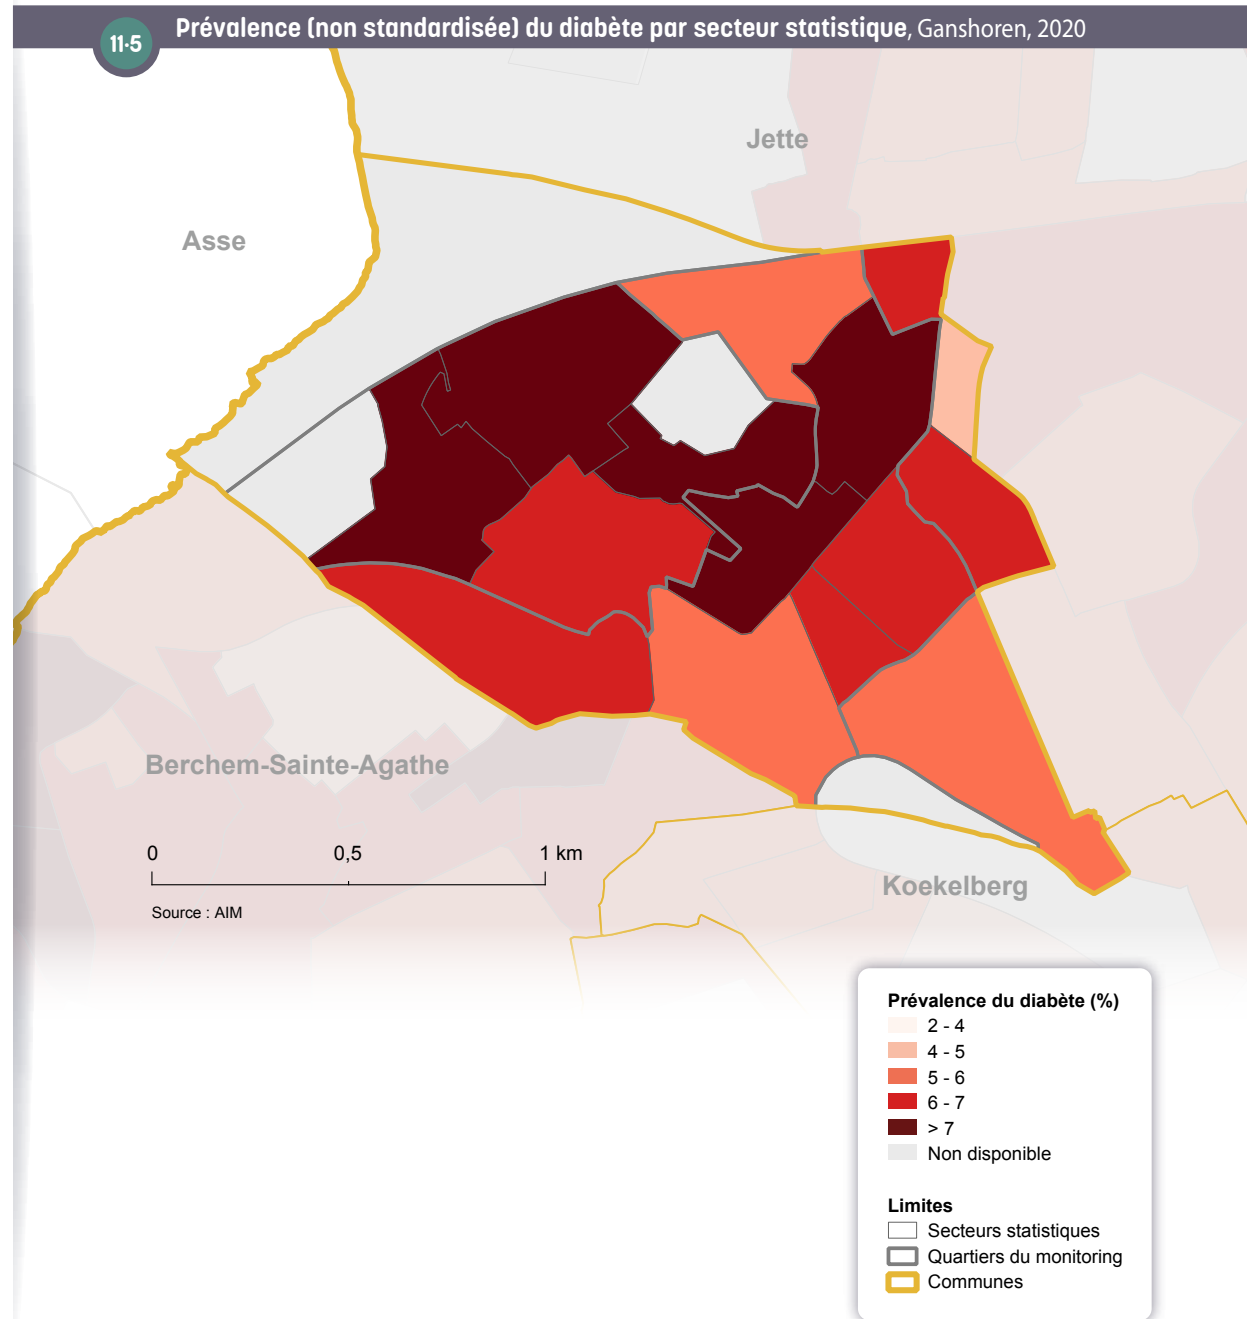 11·5
Prévalence (non standardisée) du diabète par secteur statistique, Ganshoren, 2020
Jette
Asse
Berchem-Sainte-Agathe
0 0,5 1 km
Source : AIM
Koekelberg
Prévalence du diabète (%)
2 - 4
4 - 5
5 - 6
6 - 7
> 7
Non disponible
Limites
Secteurs statistiques
Quartiers du monitoring
Communes